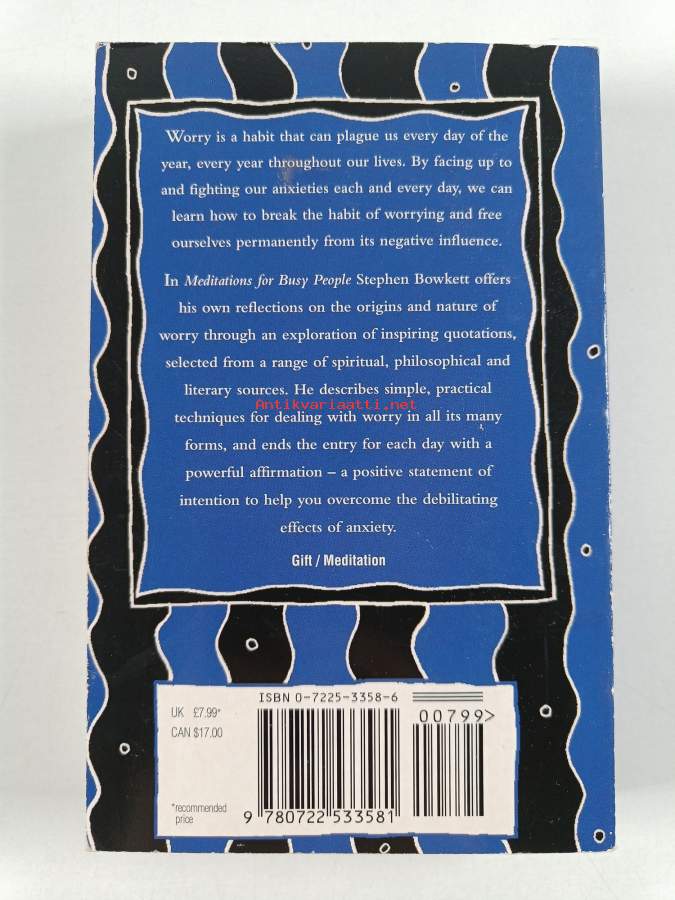 Worry is a habit that can plague us every day of the
year, every year throughout our lives. By facing up to
and fighting our anxieties each and every day, we can
learn how to break the habit of worrying and free
ourselves permanently from its negative influence.
In Meditations for Busy People Stephen Bowkett offers
his own reflections on the origins and nature of
worry through an exploration of inspiring quotations,
selected from a range of spiritual, philosophical and
literary sources. He describes simple, practical
Antikvariaatti.net
techniques for dealing with worry in all its many
forms, and ends the entry for each day with a
powerful affirmation – a positive statement of
intention to help you overcome the debilitating
effects of anxiety.
Gift / Meditation
ISBN 0-7225-3358-6
UK £7.99*
CAN $17.00
00799>
*recommended
price
9 780722 533581